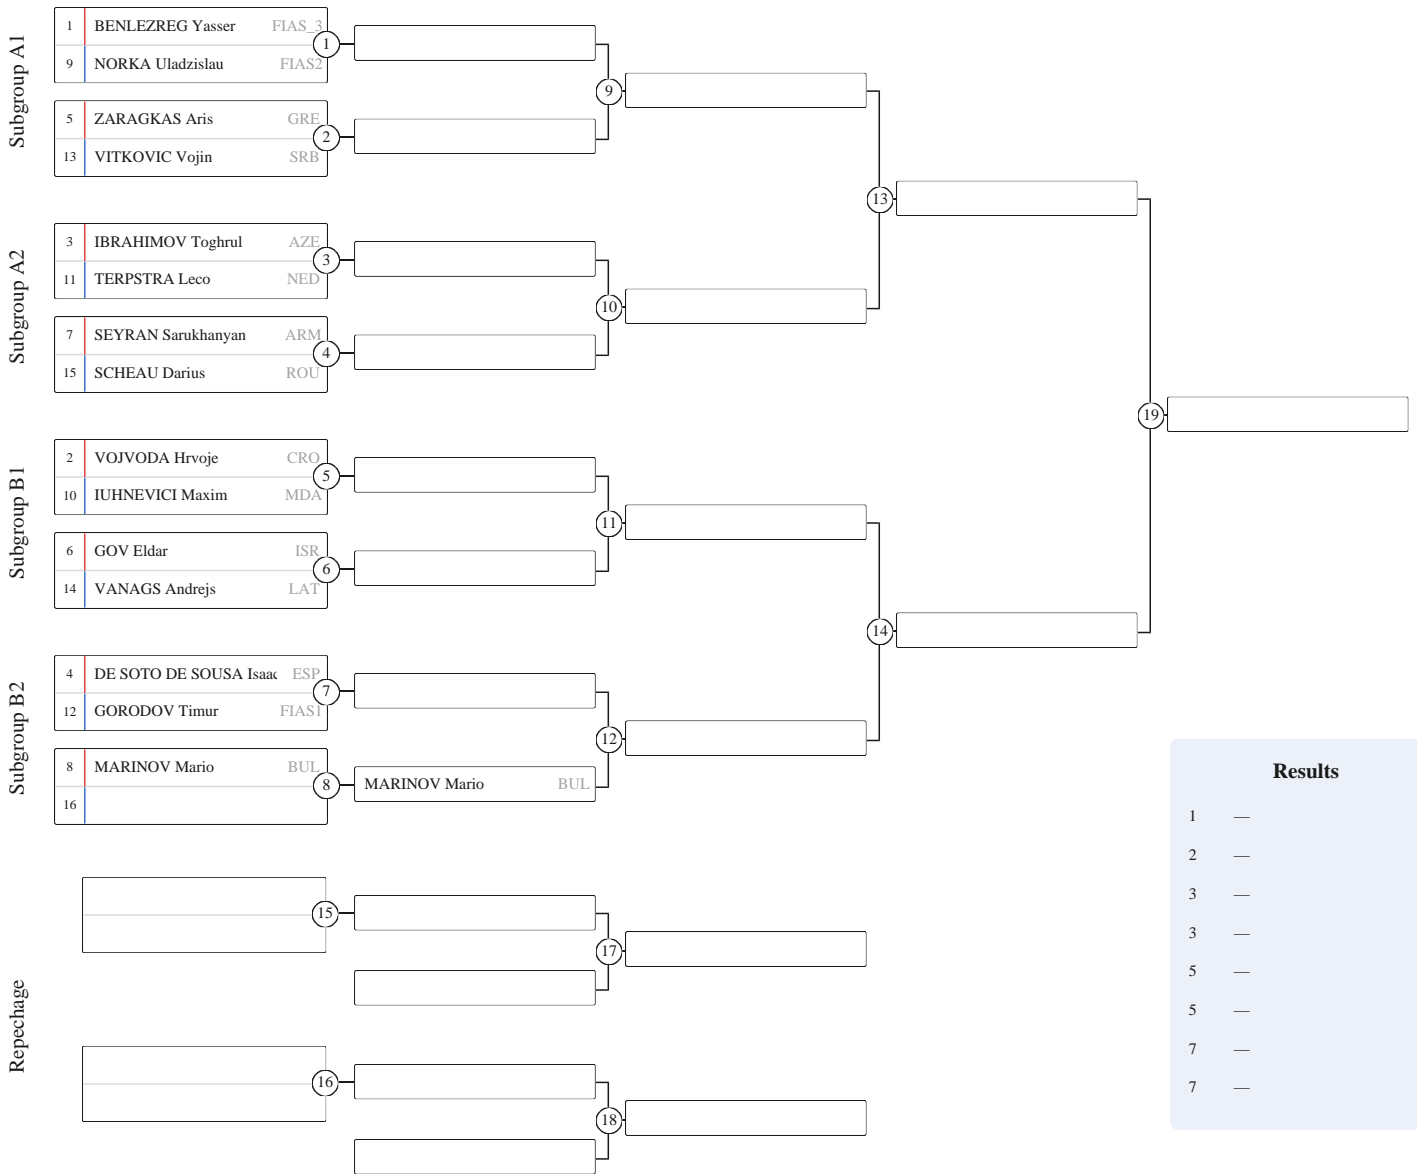 Subgroup A1
1 BENLEZREG Yasser FIAS_3
9 NORKA Uladzislau FIAS2
1
5 ZARAGKAS Aris GRE
13 VITKOVIC Vojin SRB
2
9
Subgroup A2
3 IBRAHIMOV Toghrul AZE
11 TERPSTRA Leco NED
3
7 SEYRAN Sarukhanyan ARM
15 SCHEAU Darius ROU
4
10
13
Subgroup B1
2 VOJVODA Hrvoje CRO
10 IUHNEVICI Maxim MDA
5
6 GOV Eldar ISR
14 VANAGS Andrejs LAT
6
11
Subgroup B2
4 DE SOTO DE SOUSA Isaac ESP
12 GORODOV Timur FIAS1
7
8 MARINOV Mario BUL
16
8
MARINOV Mario BUL
12
14
19
Repechage
15
17
16
18
Results
1 —
2 —
3 —
3 —
5 —
5 —
7 —
7 —